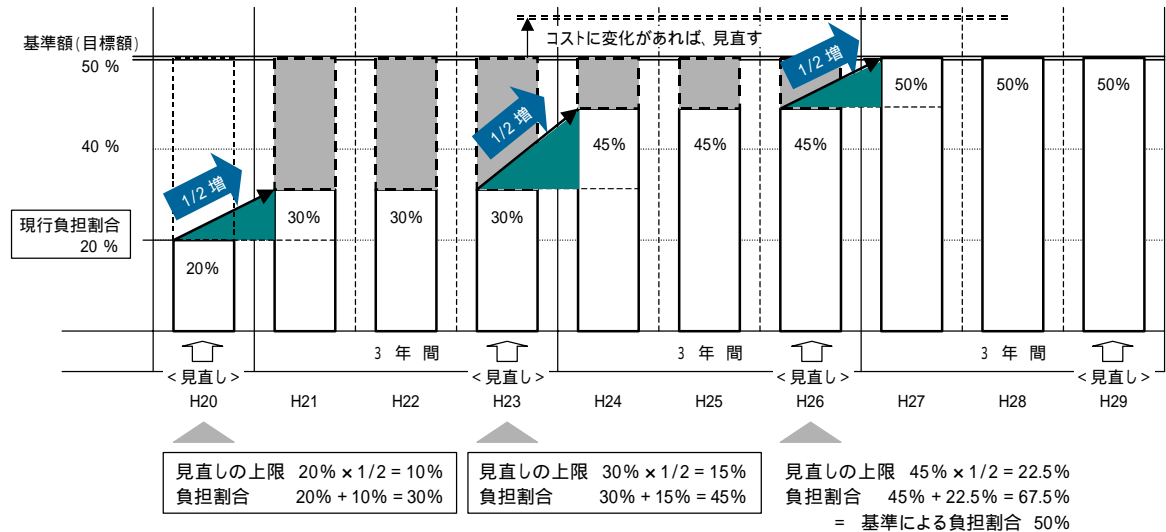 コストに変化があれば、見直す
基準額(目標額)
50 %
40 %
現行負担割合
20 %
1/2 増
1/2 増
1/2 増
20%
30%
30%
30%
45%
45%
45%
50%
50%
50%
3 年 間
3 年 間
<見直し>
<見直し>
<見直し>
<見直し>
H20
H21
H22
H23
H24
H25
H26
H27
H28
H29
見直しの上限 20% × 1/2 = 10%
負担割合 20% + 10% = 30%
見直しの上限 30% × 1/2 = 15%
負担割合 30% + 15% = 45%
見直しの上限 45% × 1/2 = 22.5%
負担割合 45% + 22.5% = 67.5%
= 基準による負担割合 50%